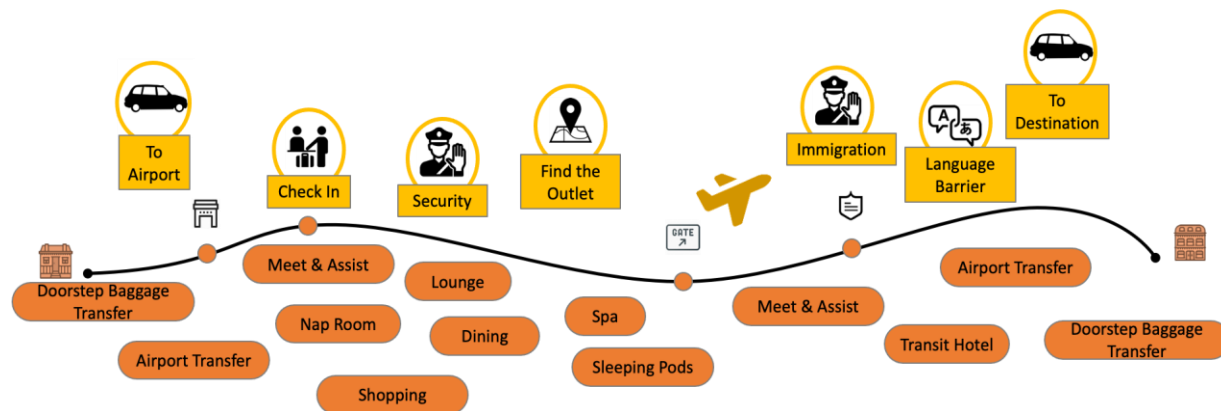 To
Airport
Check In
Security
Find the
Outlet
Immigration
A
あ
Language
Barrier
To
Destination
GATE
Doorstep Baggage
Transfer
Airport Transfer
Meet & Assist
Nap Room
Shopping
Lounge
Dining
Spa
Sleeping Pods
Meet & Assist
Airport Transfer
Transit Hotel
Doorstep Baggage
Transfer